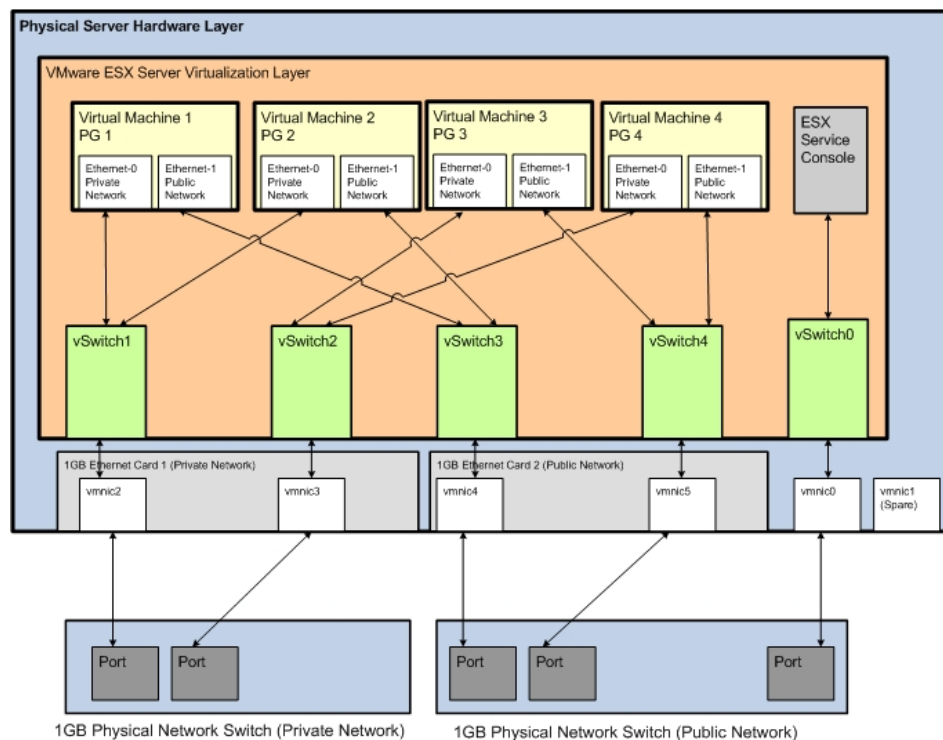 Physical Server Hardware Layer
VMware ESX Server Virtualization Layer
Virtual Machine 1
PG 1
Ethernet-0
Private
Network
Ethernet-1
Public
Network
Virtual Machine 2
PG 2
Ethernet-0
Private
Network
Ethernet-1
Public
Network
Virtual Machine 3
PG 3
Ethernet-0
Private
Network
Ethernet-1
Public
Network
Virtual Machine 4
PG 4
Ethernet-0
Private
Network
Ethernet-1
Public
Network
ESX
Service
Console
vSwitch1
vSwitch2
vSwitch3
vSwitch4
vSwitch0
1GB Ethernet Card 1 (Private Network)
vmnic2
vmnic3
1GB Ethernet Card 2 (Public Network)
vmnic4
vmnic5
vmnic0
vmnic1
(Spare)
Port
Port
Port
Port
Port
1GB Physical Network Switch (Private Network)
1GB Physical Network Switch (Public Network)